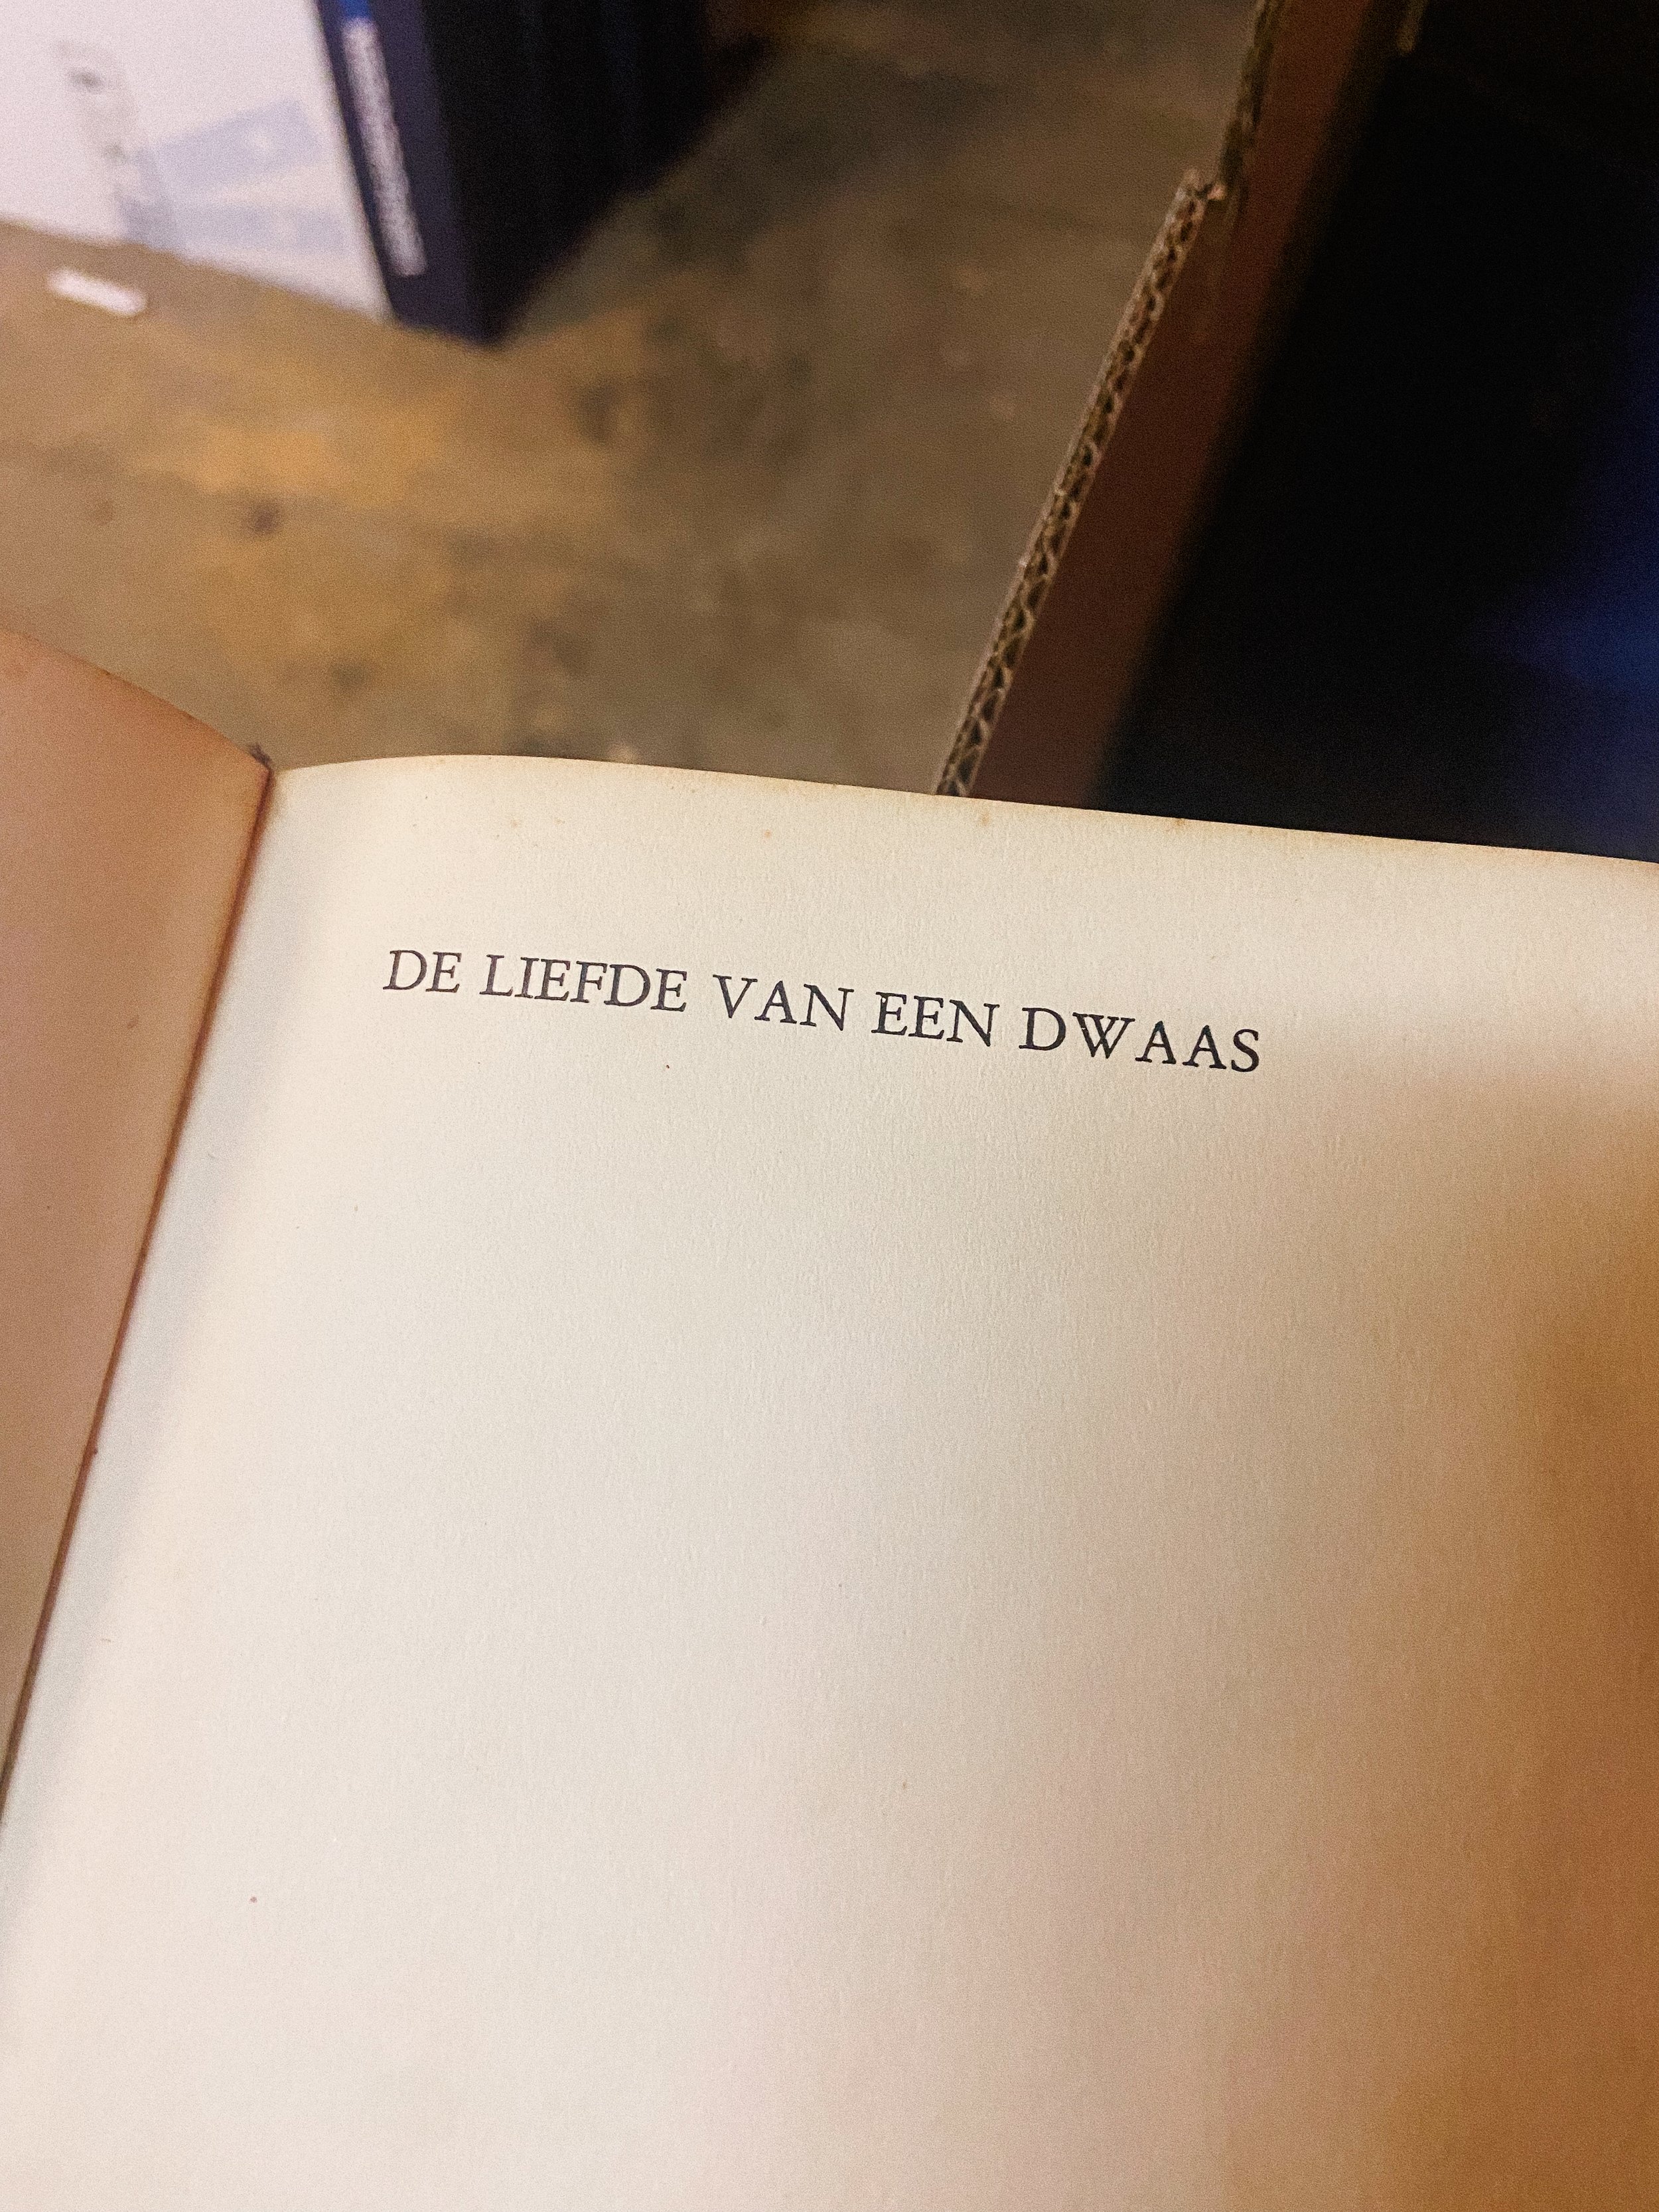 DE LIEFDE VAN EEN DWAAS